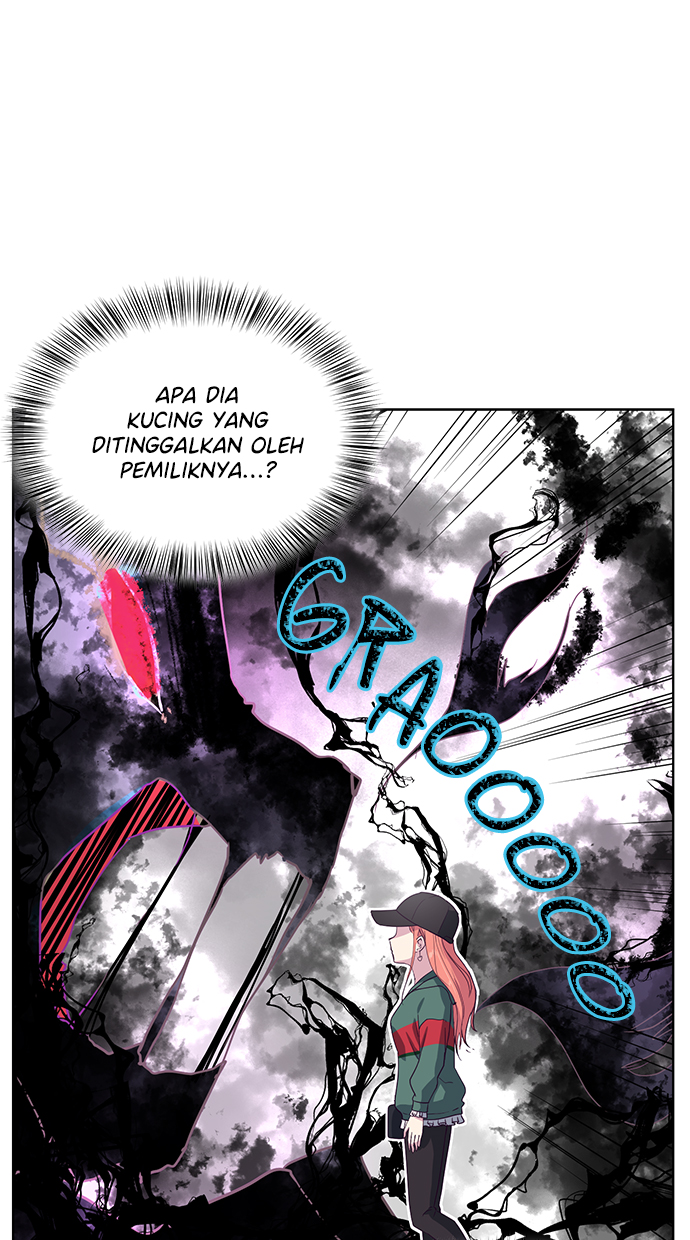 APA DIA
KUCING YANG
DITINGGALKAN OLEH
PEMILIKNYA...?
GRAOOOOOO